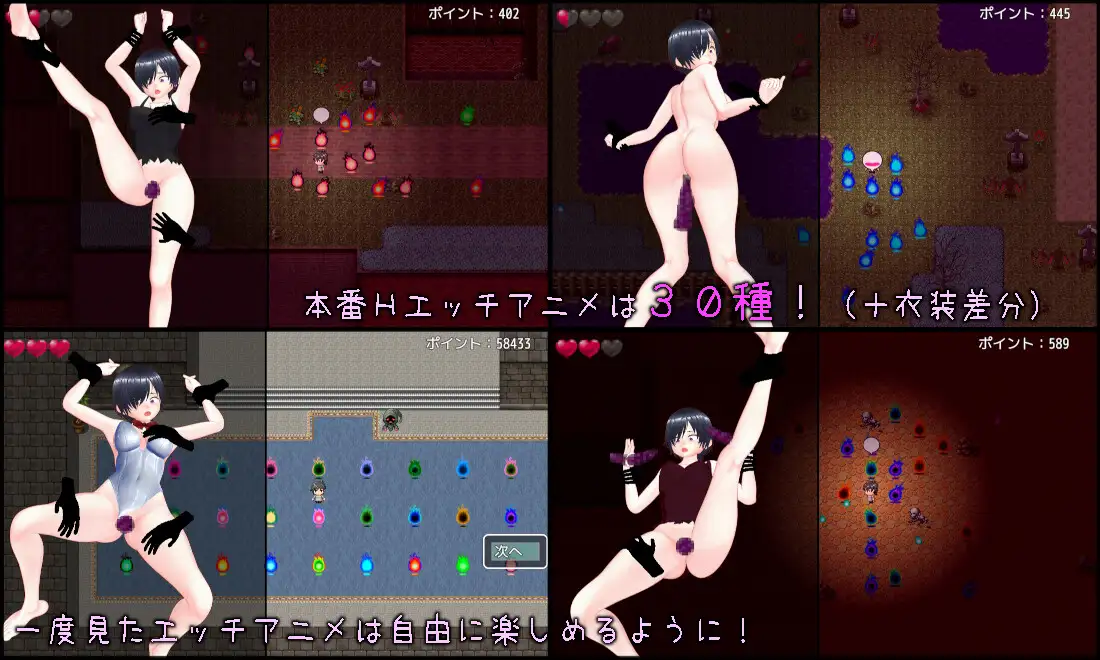 ポイント：402
ポイント：445
本番Hエッチアニメは30種！（＋衣装差分）
ポイント：58433
ポイント：589
次へ
一度見たエッチアニメは自由に楽しめるように！